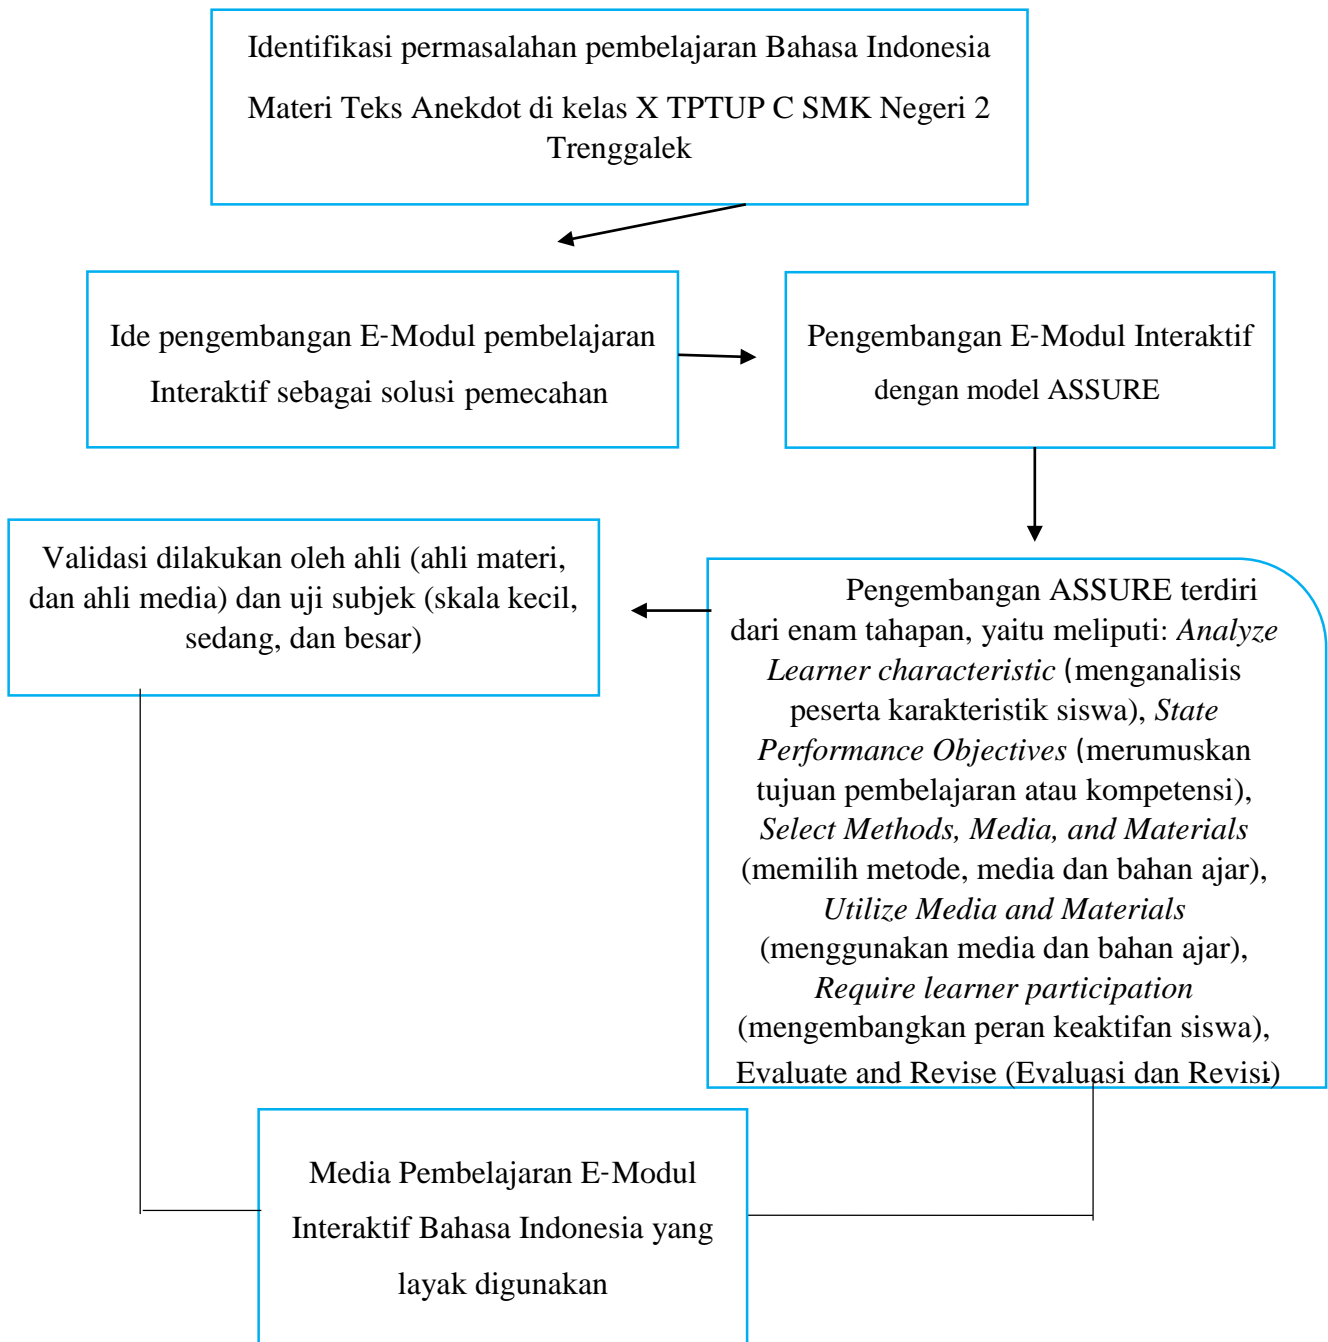 Identifikasi permasalahan pembelajaran Bahasa Indonesia
Materi Teks Anekdot di kelas X TPTUP C SMK Negeri 2
Trenggalek
Ide pengembangan E-Modul pembelajaran
Interaktif sebagai solusi pemecahan
Pengembangan E-Modul Interaktif
dengan model ASSURE
Validasi dilakukan oleh ahli (ahli materi,
dan ahli media) dan uji subjek (skala kecil,
sedang, dan besar)
Pengembangan ASSURE terdiri
dari enam tahapan, yaitu meliputi: Analyze
Learner characteristic (menganalisis
peserta karakteristik siswa), State
Performance Objectives (merumuskan
tujuan pembelajaran atau kompetensi),
Select Methods, Media, and Materials
(memilih metode, media dan bahan ajar),
Utilize Media and Materials
(menggunakan media dan bahan ajar),
Require learner participation
(mengembangkan peran keaktifan siswa),
Evaluate and Revise (Evaluasi dan Revisi.)
Media Pembelajaran E-Modul
Interaktif Bahasa Indonesia yang
layak digunakan